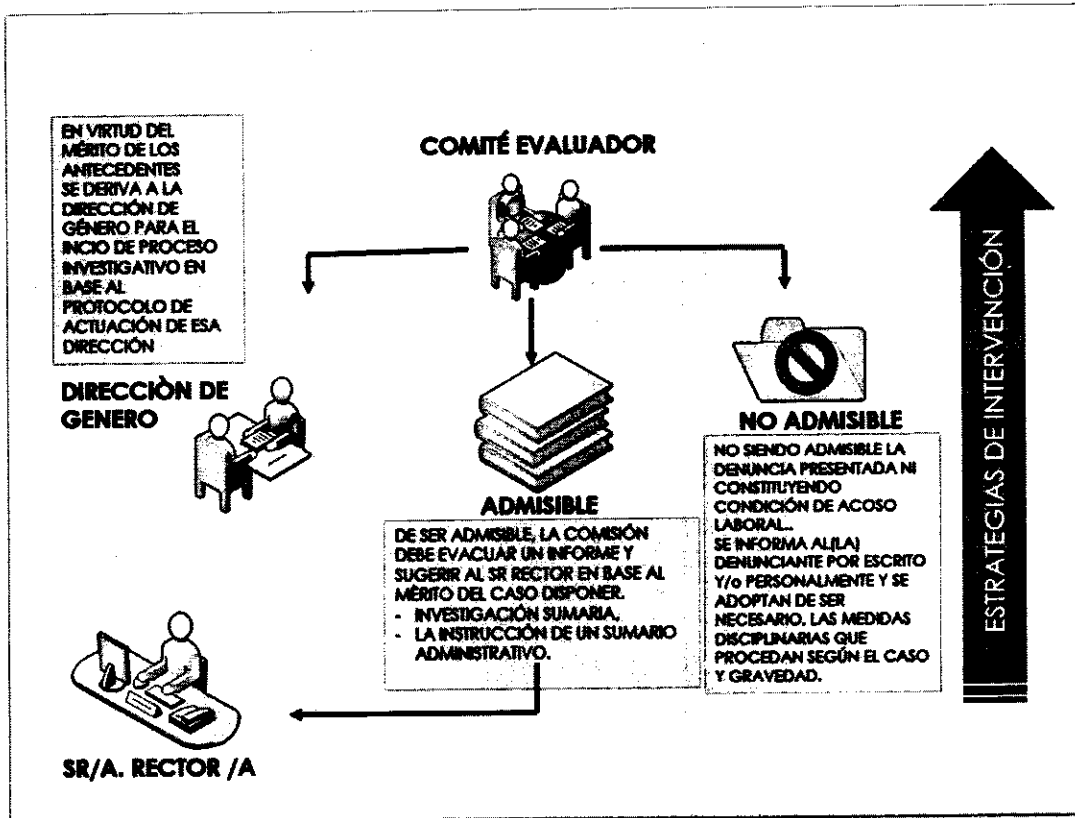 EN VIRTUD DEL
MÉRITO DE LOS
ANTECEDENTES
SE DERIVA A LA
DIRECCIÓN DE
GÉNERO PARA EL
INCIO DE PROCESO
INVESTIGATIVO EN
BASE AL
PROTOCOLO DE
ACTUACIÓN DE ESA
DIRECCIÓN
DIRECCIÒN DE
GENERO
COMITÉ EVALUADOR
ADMISIBLE
DE SER ADMISIBLE, LA COMISIÓN
DEBE EVACUAR UN INFORME Y
SUGERIR AL SR RECTOR EN BASE AL
MÉRITO DEL CASO DISPONER.
- INVESTIGACIÓN SUMARIA,
- LA INSTRUCCIÓN DE UN SUMARIO
ADMINISTRATIVO.
NO ADMISIBLE
NO SIENDO ADMISIBLE LA
DENUNCIA PRESENTADA NI
CONSTITUYENDO
CONDICIÓN DE ACOSO
LABORAL..
SE INFORMA AL(LA)
DENUNCIANTE POR ESCRITO
Y/o PERSONALMENTE Y SE
ADOPTAN DE SER
NECESARIO. LAS MEDIDAS
DISCIPLINARIAS QUE
PROCEDAN SEGÚN EL CASO
Y GRAVEDAD.
SR/A. RECTOR /A
ESTRATEGIAS DE INTERVENCIÓN